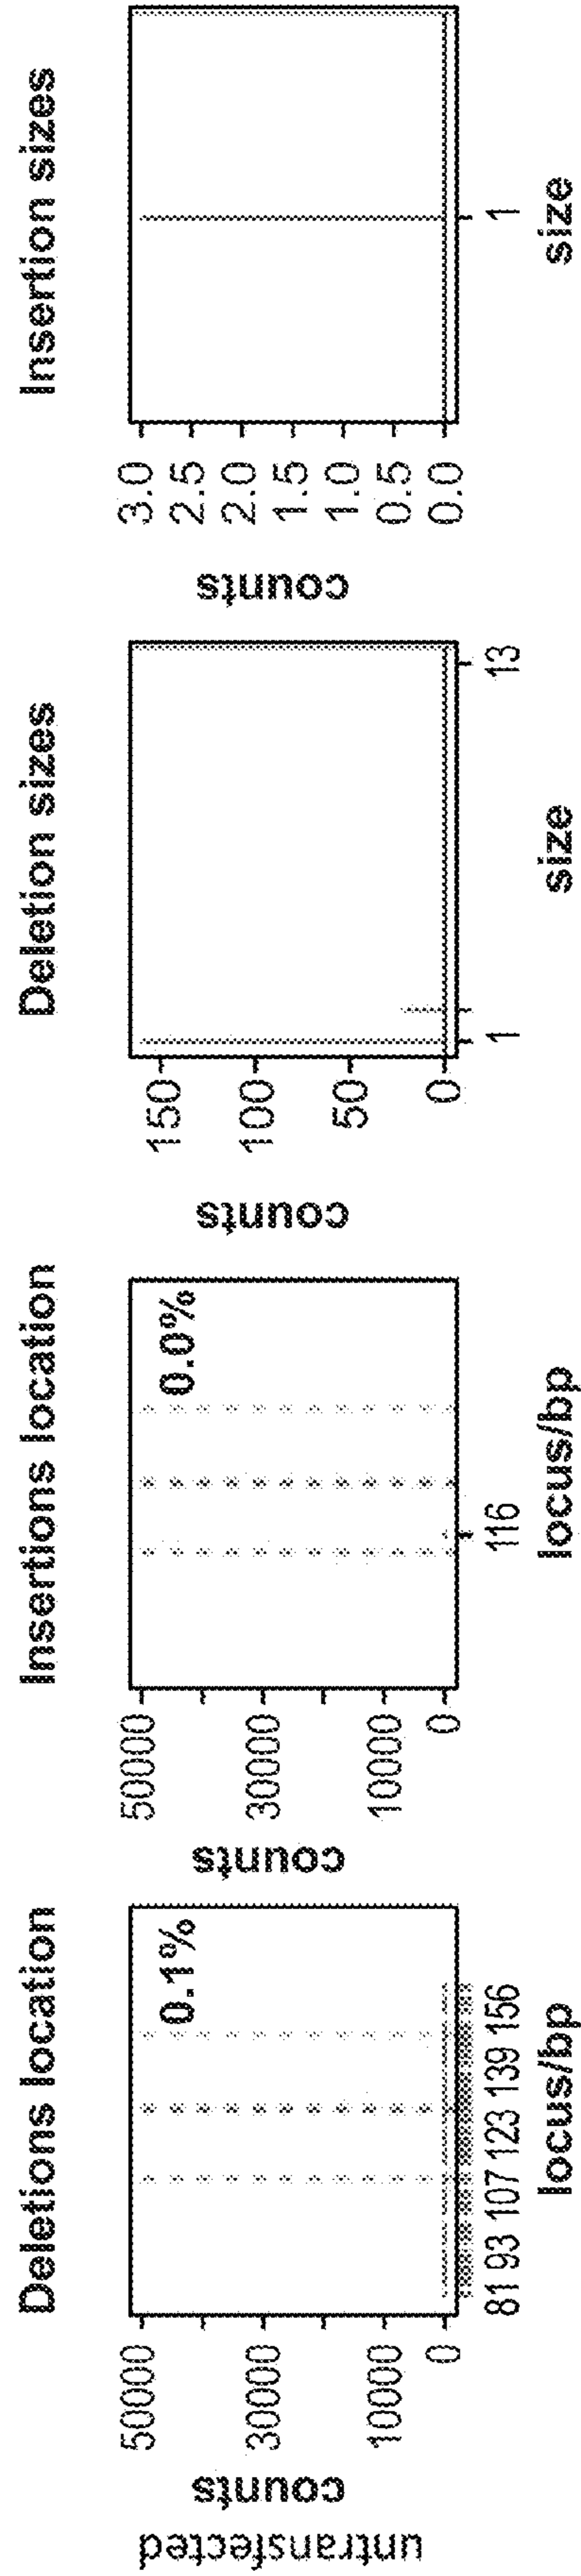 untransfected
Deletions location
counts
50000
30000
10000
0
0.1%
81 93 107 123 139 156
locus/bp
Insertions location
counts
50000
30000
10000
0
0.0%
116
locus/bp
Deletion sizes
counts
150
100
50
0
1 13
size
Insertion sizes
counts
3.0
2.5
2.0
1.5
1.0
0.5
0.0
1
size